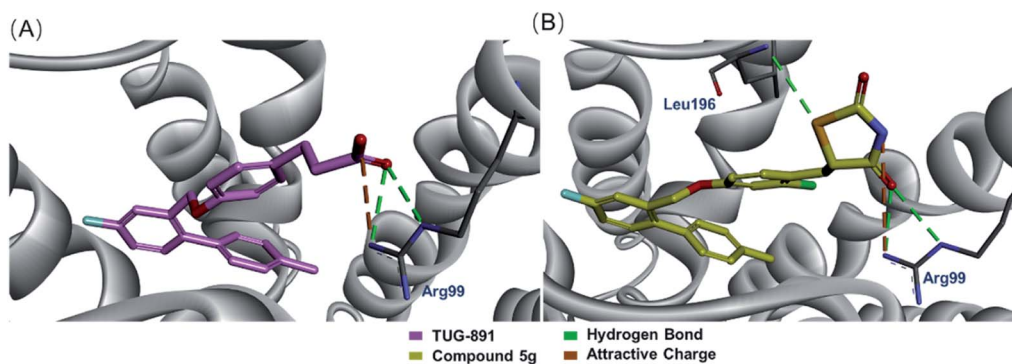 (A)
(B)
Leu196
Arg99
Arg99
TUG-891
Hydrogen Bond
Compound 5g
Attractive Charge